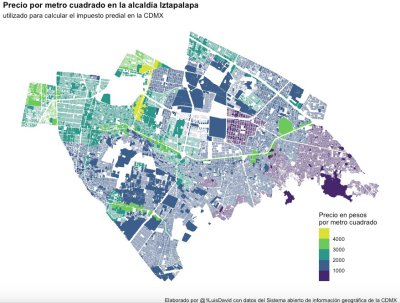 Precio por metro cuadrado en la alcaldía Iztapalapa
utilizado para calcular el impuesto predial en la CDMX
Precio en pesos
por metro cuadrado
4000
3000
2000
1000
Elaborado por @1LuisDavid con datos del Sistema abierto de información geográfica de la CDMX